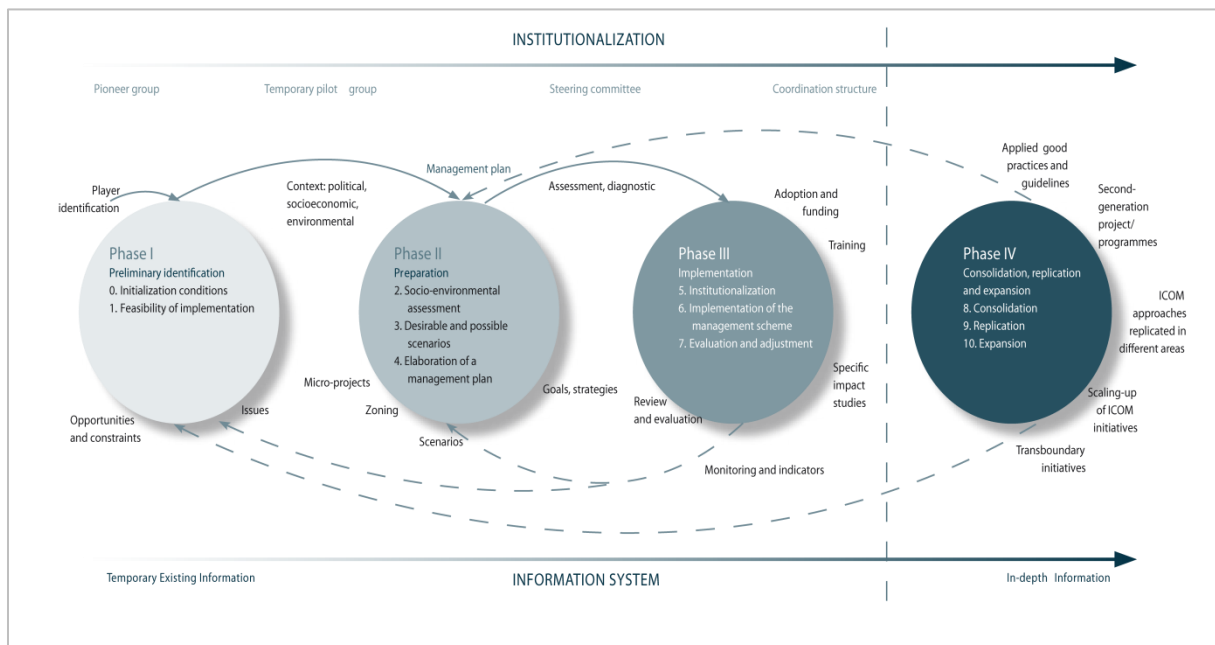 INSTITUTIONALIZATION
Pioneer group
Temporary pilot group
Steering committee
Coordination structure
Player
identification
Context: political,
socioeconomic,
environmental
Management plan
Assessment, diagnostic
Adoption and
funding
Training
Applied good
practices and
guidelines
Second-
generation
project/
programmes
Phase I
Preliminary identification
0. Initialization conditions
1. Feasibility of implementation
Phase II
Preparation
2. Socio-environmental
assessment
3. Desirable and possible
scenarios
4. Elaboration of a
management plan
Phase III
Implementation
5. Institutionalization
6. Implementation of the
management scheme
7. Evaluation and adjustment
Phase IV
Consolidation, replication
and expansion
8. Consolidation
9. Replication
10. Expansion
ICOM
approaches
replicated in
different areas
Opportunities
and constraints
Issues
Micro-projects
Zoning
Scenarios
Goals, strategies
Review
and evaluation
Specific
impact
studies
Monitoring and indicators
Scaling-up
of ICOM
initiatives
Transboundary
initiatives
Temporary Existing Information
INFORMATION SYSTEM
In-depth Information